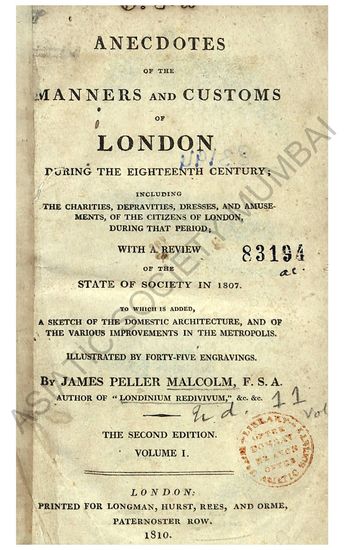 ANECDOTES
OF THE
MANNERS AND CUSTOMS
OF
LONDON
DURING THE EIGHTEENTH CENTURY;
INCLUDING
THE CHARITIES, DEPRAVITIES, DRESSES, AND AMUSE-
MENTS, OF THE CITIZENS OF LONDON,
DURING THAT PERIOD;
WITH A REVIEW
83194
OF THE
STATE OF SOCIETY IN 1807.
TO WHICH IS ADDED,
A SKETCH OF THE DOMESTIC ARCHITECTURE, AND OF
THE VARIOUS IMPROVEMENTS IN THE METROPOLIS.
ILLUSTRATED BY FORTY-FIVE ENGRAVINGS.
BY JAMES PELLER MALCOLM, F. S. A.
AUTHOR OF "LONDINIUM REDIVIVUM," &c. &c.
THE SECOND EDITION.
VOLUME I.
LONDON:
PRINTED FOR LONGMAN, HURST, REES, AND ORME,
PATERNOSTER ROW.
1810.
ASIATIC SOCIETY MUMBAI